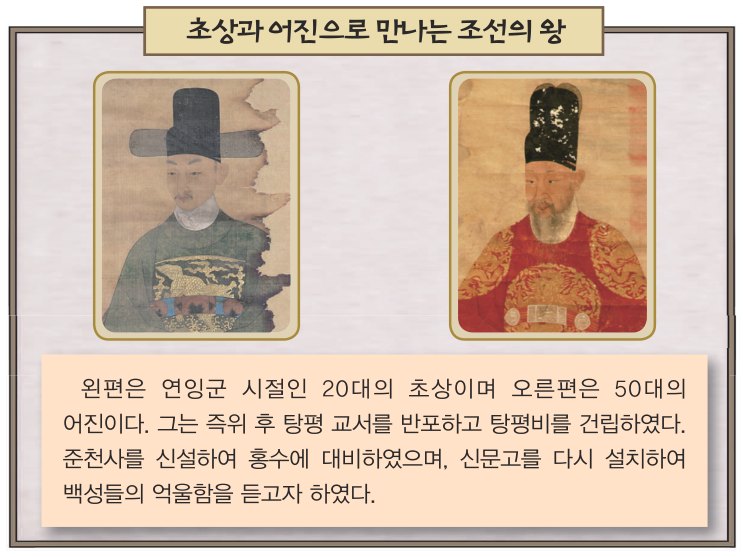 초상과 어진으로 만나는 조선의 왕
왼편은 연잉군 시절인 20대의 초상이며 오른편은 50대의
어진이다. 그는 즉위 후 탕평 교서를 반포하고 탕평비를 건립하였다.
준천사를 신설하여 홍수에 대비하였으며, 신문고를 다시 설치하여
백성들의 억울함을 듣고자 하였다.